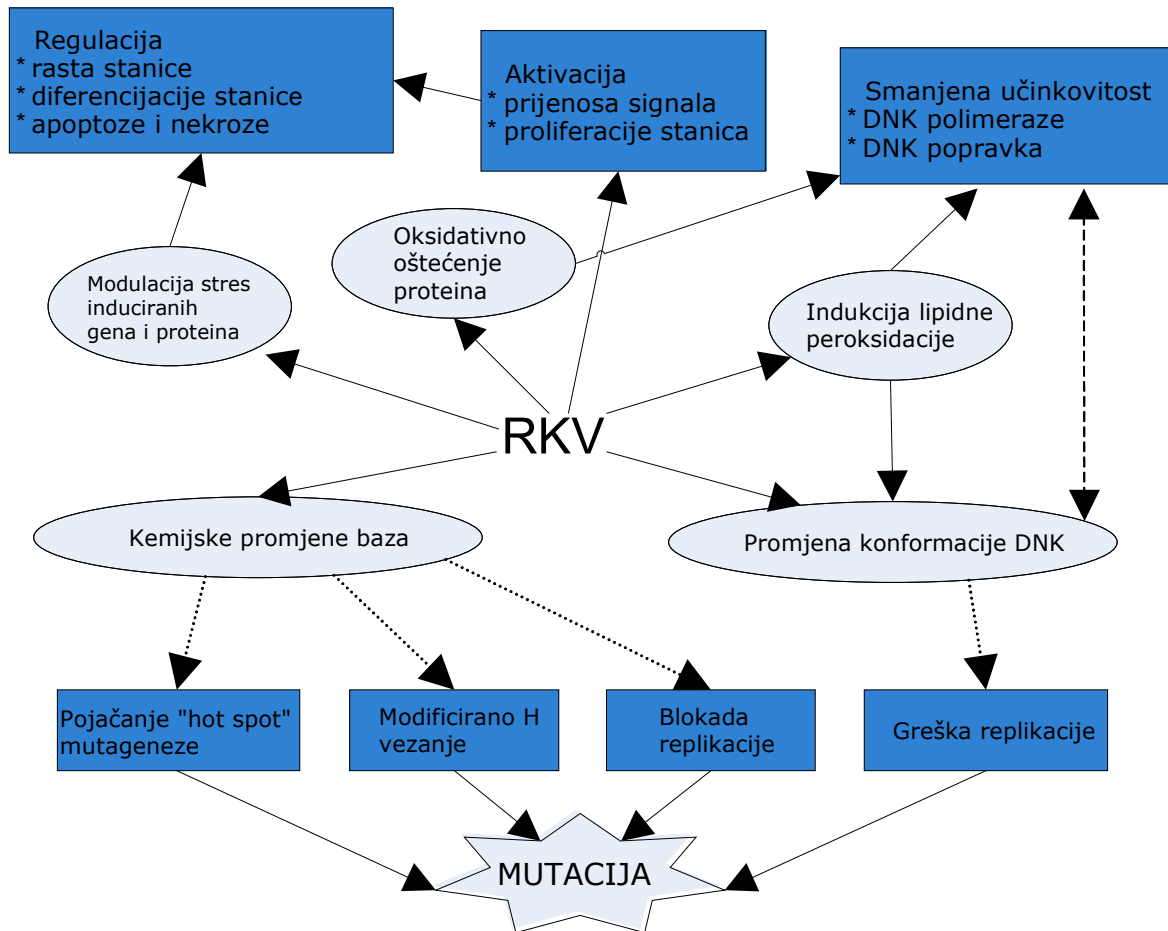 Regulacija
* rasta stanice
* diferencijacije stanice
* apoptoze i nekroze
Aktivacija
* prijenosa signala
* proliferacije stanica
Smanjena učinkovitost
* DNK polimeraze
* DNK popravka
Modulacija stres
induciranih
gena i proteina
Oksidativno
oštećenje
proteina
Indukcija lipidne
peroksidacije
RKV
Kemijske promjene baza
Promjena konformacije DNK
Pojačanje "hot spot"
mutageneze
Modificirano H
vezanje
Blokada
replikacije
Greška replikacije
MUTACIJA